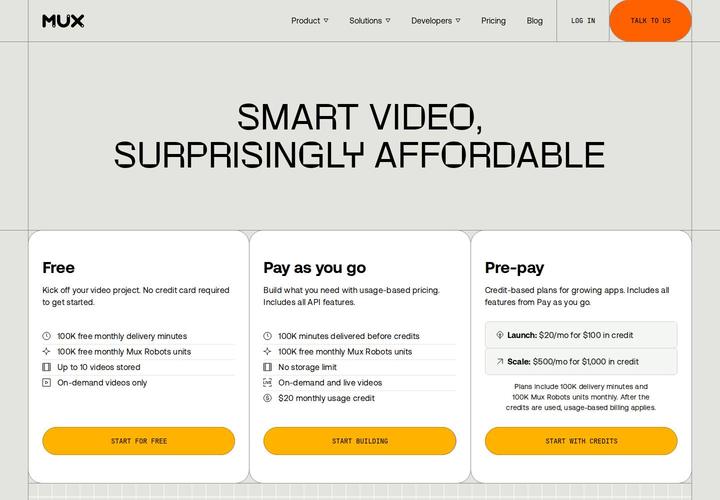 MUX
Product
Solutions
Developers
Pricing
Blog
LOG IN
TALK TO US
SMART VIDEO,
SURPRISINGLY AFFORDABLE
Free
Kick off your video project. No credit card required
to get started.
100K free monthly delivery minutes
100K free monthly Mux Robots units
Up to 10 videos stored
On-demand videos only
START FOR FREE
Pay as you go
Build what you need with usage-based pricing.
Includes all API features.
100K minutes delivered before credits
100K free monthly Mux Robots units
No storage limit
LIVE On-demand and live videos
$20 monthly usage credit
START BUILDING
Pre-pay
Credit-based plans for growing apps. Includes all
features from Pay as you go.
Launch: $20/mo for $100 in credit
Scale: $500/mo for $1,000 in credit
Plans include 100K delivery minutes and
100K Mux Robots units monthly. After the
credits are used, usage-based billing applies.
START WITH CREDITS